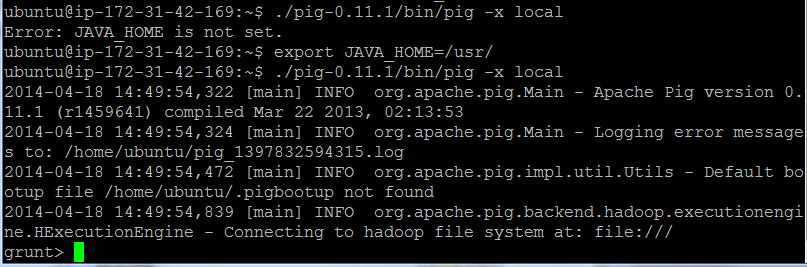 ubuntu@ip-172-31-42-169:~$ ./pig-0.11.1/bin/pig -x local
Error: JAVA_HOME is not set.
ubuntu@ip-172-31-42-169:~$ export JAVA_HOME=/usr/
ubuntu@ip-172-31-42-169:~$ ./pig-0.11.1/bin/pig -x local
2014-04-18 14:49:54,322 [main] INFO  org.apache.pig.Main - Apache Pig version 0.
11.1 (r1459641) compiled Mar 22 2013, 02:13:53
2014-04-18 14:49:54,324 [main] INFO  org.apache.pig.Main - Logging error message
s to: /home/ubuntu/pig_1397832594315.log
2014-04-18 14:49:54,472 [main] INFO  org.apache.pig.impl.util.Utils - Default bo
otup file /home/ubuntu/.pigbootup not found
2014-04-18 14:49:54,839 [main] INFO  org.apache.pig.backend.hadoop.executionengi
ne.HExecutionEngine - Connecting to hadoop file system at: file:///
grunt>